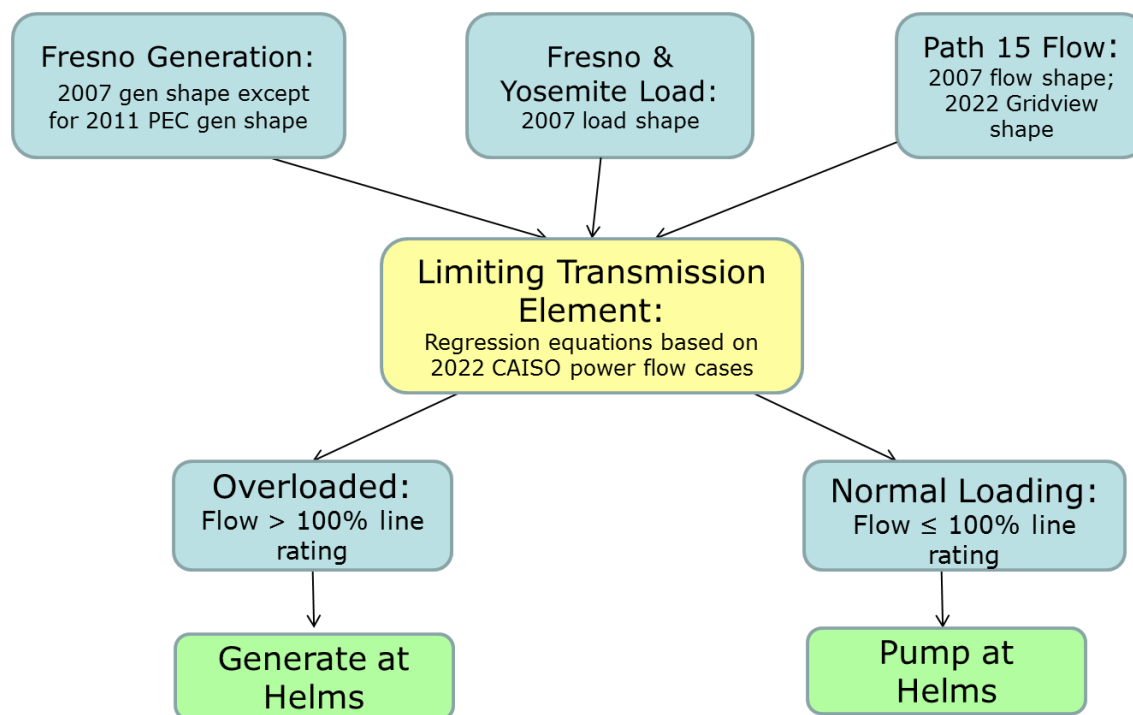 Fresno Generation:
2007 gen shape except
for 2011 PEC gen shape
Fresno &
Yosemite Load:
2007 load shape
Path 15 Flow:
2007 flow shape;
2022 Gridview
shape
Limiting Transmission
Element:
Regression equations based on
2022 CAISO power flow cases
Overloaded:
Flow > 100% line
rating
Normal Loading:
Flow ≤ 100% line
rating
Generate at
Helms
Pump at
Helms